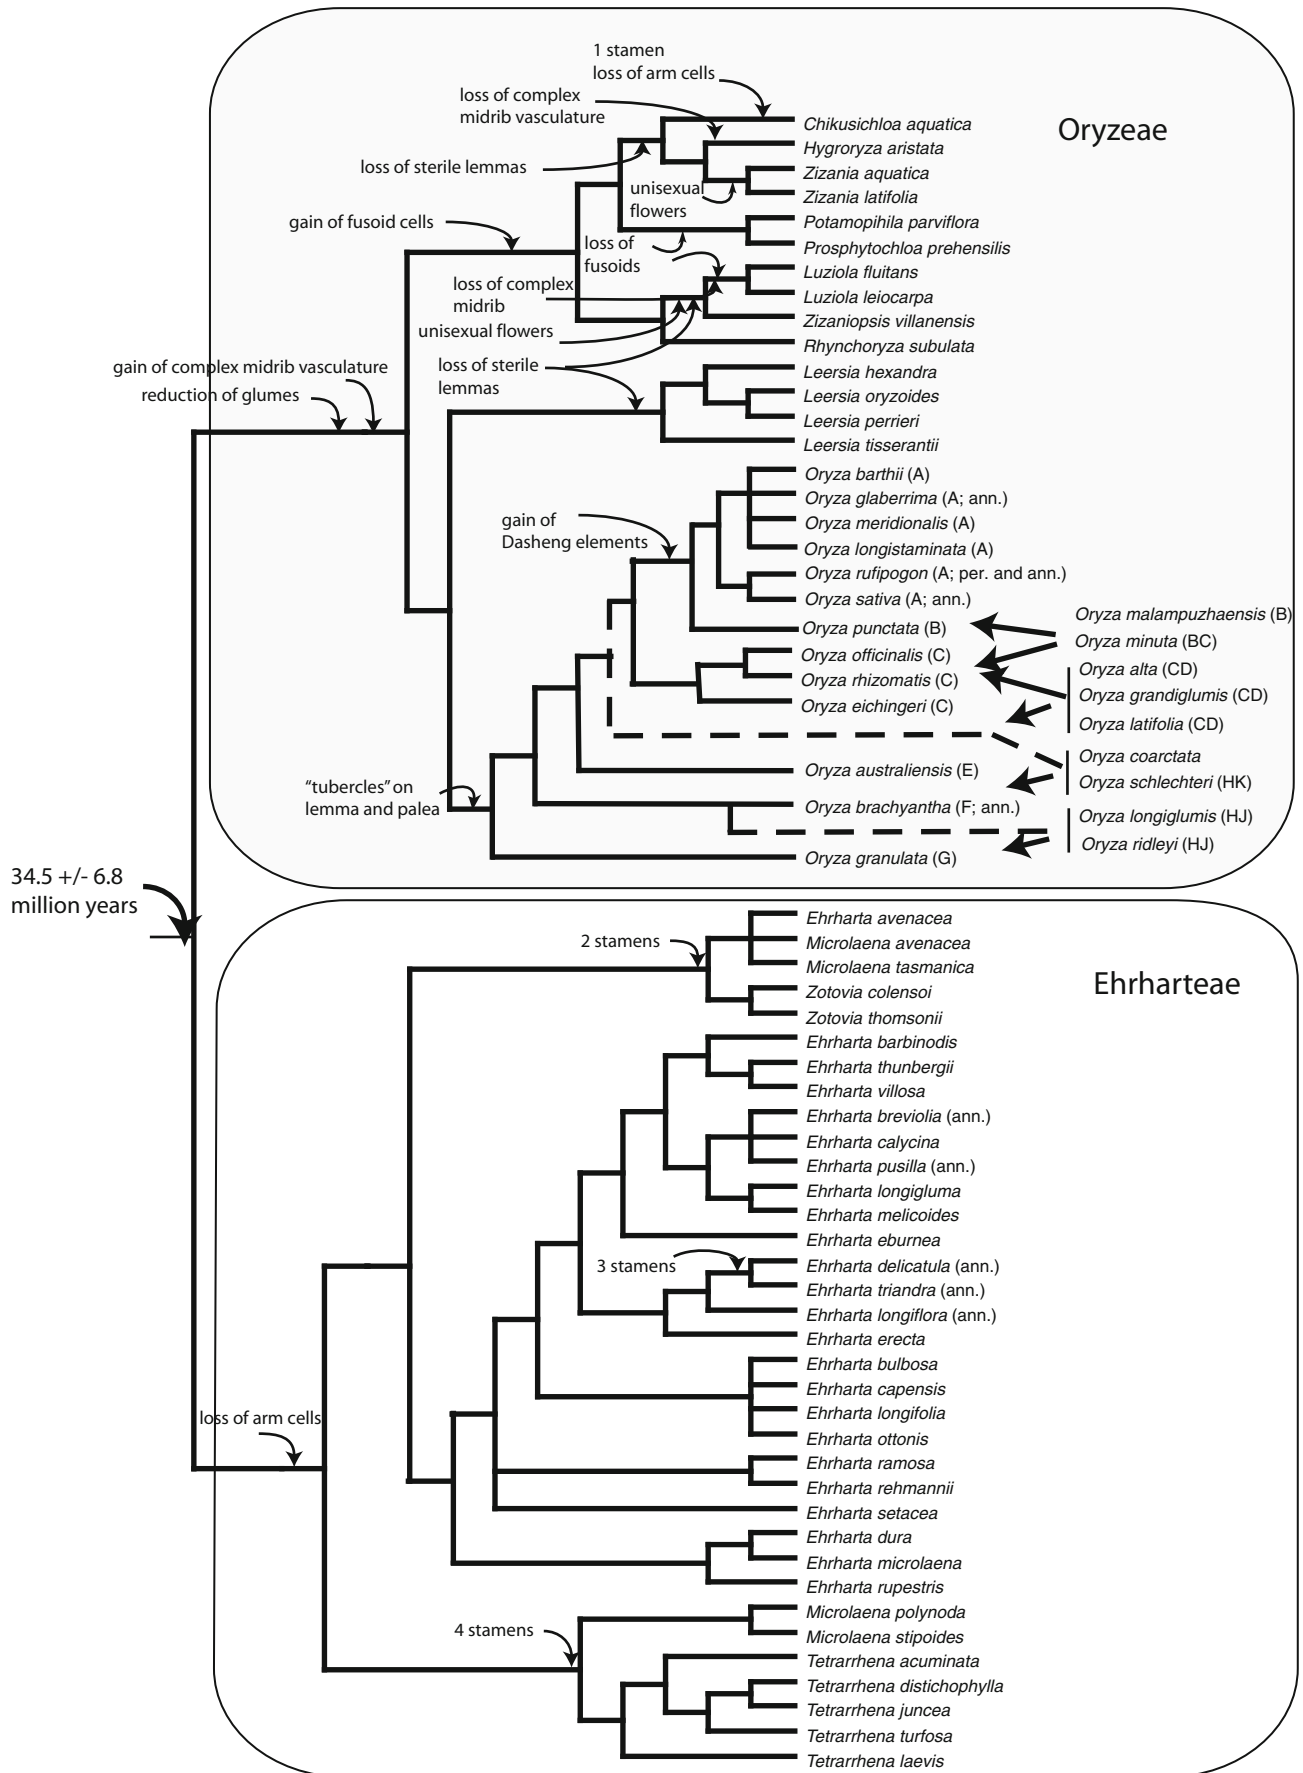 1 stamen
loss of arm cells
loss of complex
midrib vasculature
Oryzeae
Chikusichloa aquatica
Hygroryza aristata
loss of sterile lemmas
Zizania aquatica
unisexual
flowers
Zizania latifolia
gain of fusoid cells
Potamopihila parviflora
loss of
fusoids
Prosphytochloa prehensilis
Luziola fluitans
loss of complex
midrib
Luziola leiocarpa
unisexual flowers
Zizaniopsis villanensis
Rhynchoryza subulata
gain of complex midrib vasculature
reduction of glumes
loss of sterile
lemmas
Leersia hexandra
Leersia oryzoides
Leersia perrieri
Leersia tisserantii
Oryza barthii (A)
Oryza glaberrima (A; ann.)
gain of
Dasheng elements
Oryza meridionalis (A)
Oryza longistaminata (A)
Oryza rufipogon (A; per. and ann.)
Oryza sativa (A; ann.)
Oryza malampuzhaensis (B)
Oryza punctata (B)
Oryza minuta (BC)
Oryza officinalis (C)
Oryza alta (CD)
Oryza rhizomatis (C)
Oryza grandiglumis (CD)
Oryza eichingeri (C)
Oryza latifolia (CD)
Oryza coarctata
Oryza australiensis (E)
Oryza schlechteri (HK)
"tubercles" on
lemma and palea
Oryza brachyantha (F; ann.)
Oryza longiglumis (HJ)
Oryza ridleyi (HJ)
Oryza granulata (G)
34.5 +/- 6.8
million years
Ehrharta avenacea
2 stamens
Microlaena avenacea
Microlaena tasmanica
Ehrharteae
Zotovia colensoi
Zotovia thomsonii
Ehrharta barbinodis
Ehrharta thunbergii
Ehrharta villosa
Ehrharta breviolia (ann.)
Ehrharta calycina
Ehrharta pusilla (ann.)
Ehrharta longigluma
Ehrharta melicoides
Ehrharta eburnea
3 stamens
Ehrharta delicatula (ann.)
Ehrharta triandra (ann.)
Ehrharta longiflora (ann.)
Ehrharta erecta
Ehrharta bulbosa
Ehrharta capensis
Ehrharta longifolia
loss of arm cells
Ehrharta ottonis
Ehrharta ramosa
Ehrharta rehmannii
Ehrharta setacea
Ehrharta dura
Ehrharta microlaena
Ehrharta rupestris
Microlaena polynoda
4 stamens
Microlaena stipoides
Tetrarrhena acuminata
Tetrarrhena distichophylla
Tetrarrhena juncea
Tetrarrhena turfosa
Tetrarrhena laevis